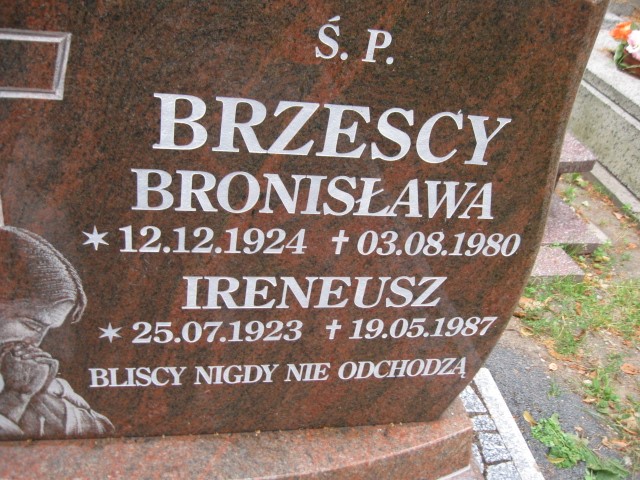 Ś. P.
BRZESCY
BRONISŁAWA
* 12.12.1924 † 03.08.1980
IRENEUSZ
* 25.07.1923 † 19.05.1987
BLISCY NIGDY NIE ODCHODZĄ